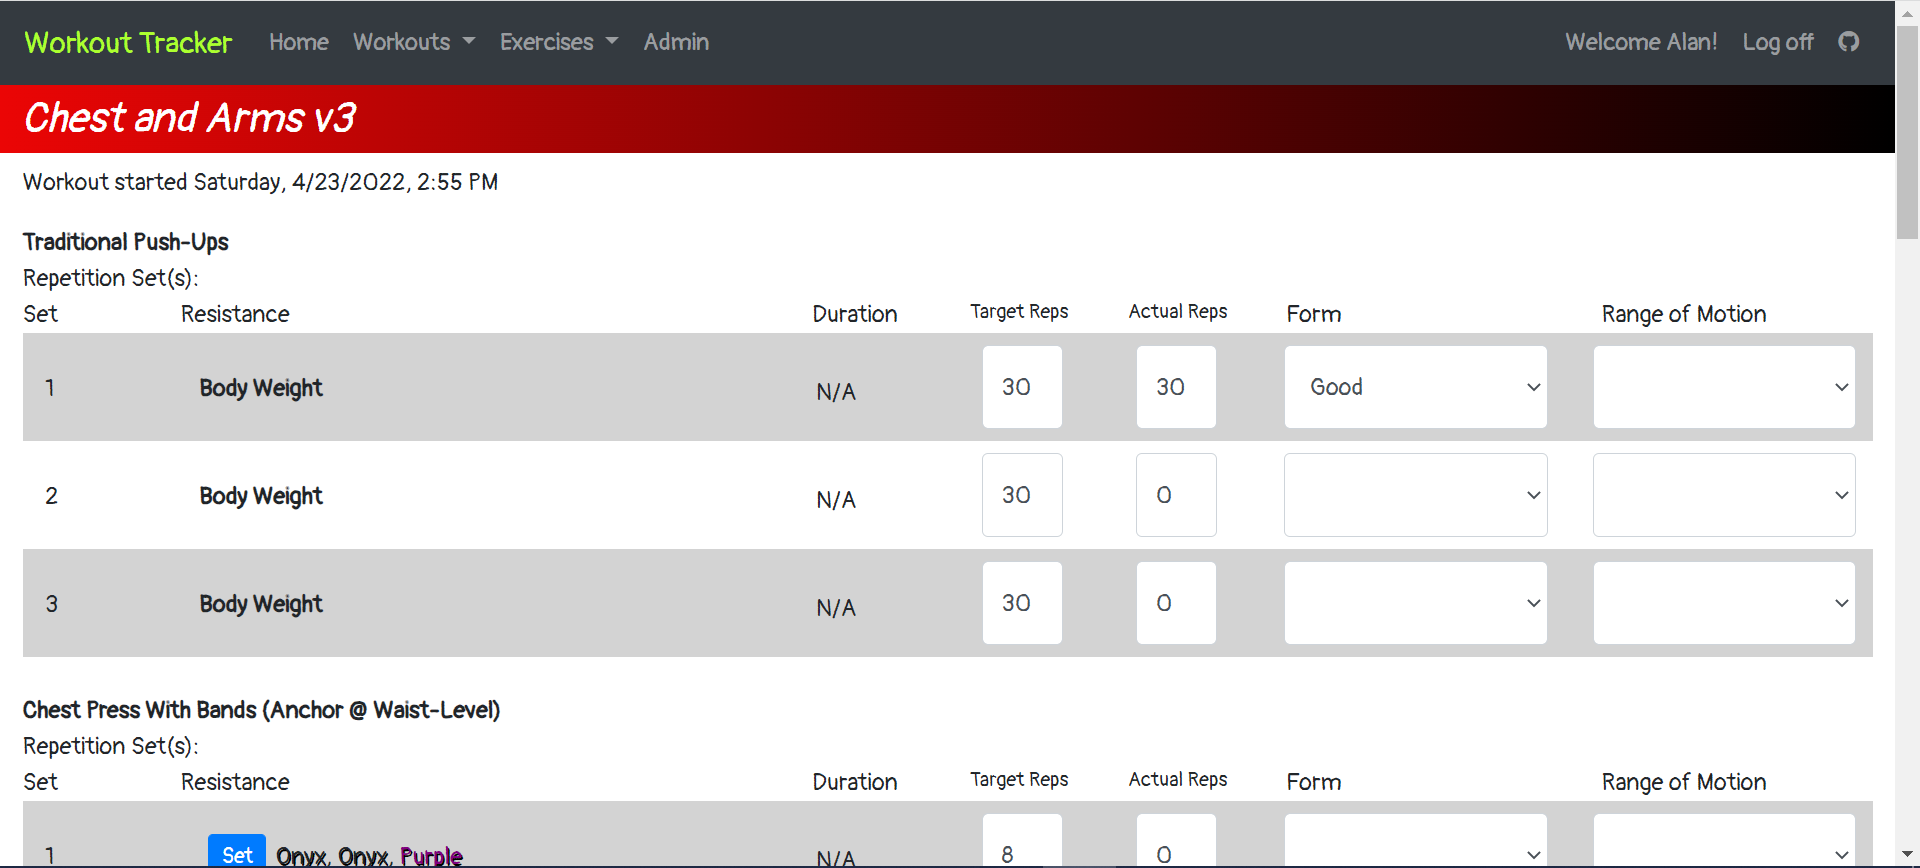 Workout Tracker Home Workouts Exercises Admin Welcome Alan! Log off
Chest and Arms v3
Workout started Saturday, 4/23/2022, 2:55 PM
Traditional Push-Ups
Repetition Set(s):
Set Resistance Duration Target Reps Actual Reps Form Range of Motion
1 Body Weight N/A 30 30 Good
2 Body Weight N/A 30 0
3 Body Weight N/A 30 0
Chest Press With Bands (Anchor @ Waist-Level)
Repetition Set(s):
Set Resistance Duration Target Reps Actual Reps Form Range of Motion
1 Set Onyx, Onyx, Purple N/A 8 0